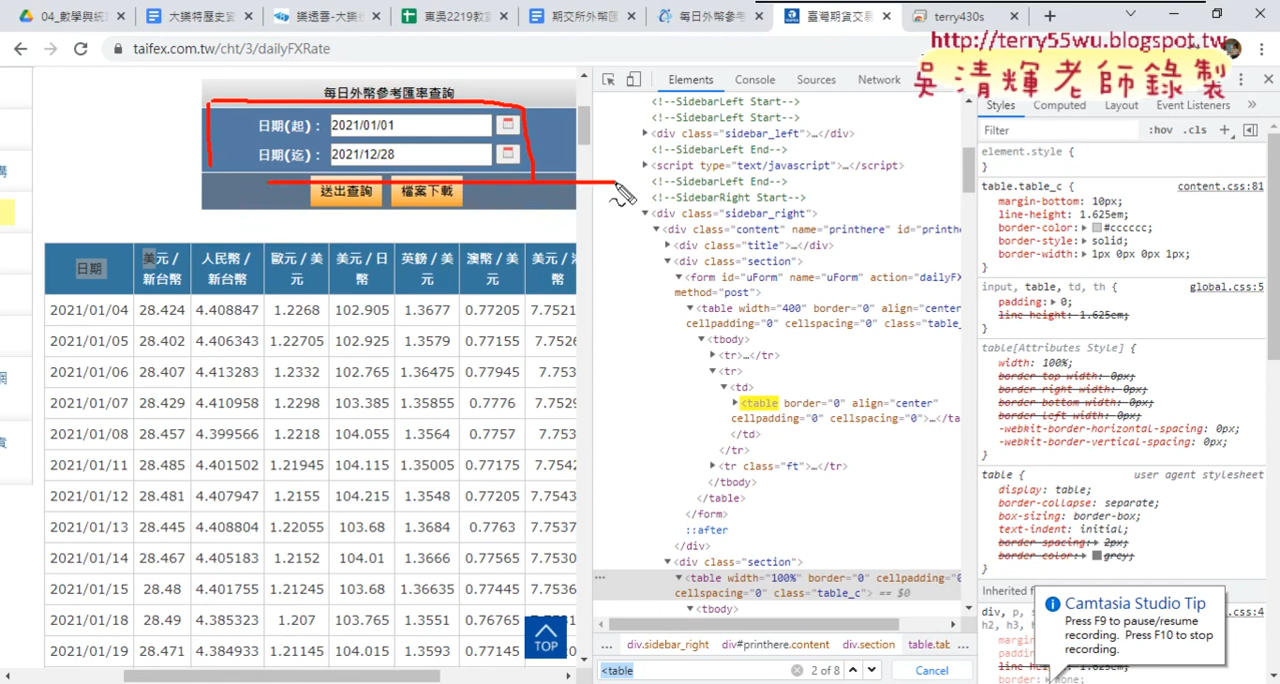 04_數學與統
大樂特歷史資
樂透雲-大樂
東吳2219教
期交所外匯
每日外幣參考
臺灣期貨交易
terry430s
taifex.com.tw/cht/3/dailyFXRate
http://terry55wu.blogspot.tw
吳清輝老師錄製
每日外幣參考匯率查詢
日期(起)： 2021/01/01
日期(迄)： 2021/12/28
送出查詢 檔案下載
日期 美元／新台幣 人民幣／新台幣 歐元／美元 美元／日幣 英鎊／美元 澳幣／美元 美元／
幣
2021/01/04 28.424 4.408847 1.2268 102.905 1.3677 0.77205 7.7521
2021/01/05 28.402 4.406343 1.22705 102.925 1.3579 0.77155 7.7526
2021/01/06 28.407 4.413283 1.2324 102.765 1.36475 0.77945 7.753
2021/01/07 28.429 4.410958 1.2293 103.435 1.35955 0.7776 7.7529
2021/01/08 28.457 4.399566 1.2218 104.055 1.3564 0.7757 7.753
2021/01/11 28.485 4.401502 1.21945 104.115 1.35005 0.77175 7.7542
2021/01/12 28.481 4.407947 1.2155 104.215 1.3548 0.77205 7.7543
2021/01/13 28.445 4.408804 1.22035 103.68 1.3684 0.7763 7.7537
2021/01/14 28.467 4.405183 1.2152 104.02 1.3666 0.77565 7.7530
2021/01/15 28.48 4.401755 1.21245 103.68 1.36635 0.77445 7.7536
2021/01/18 28.49 4.385323 1.207 103.765 1.3551 0.76765 7.7538
2021/01/19 28.471 4.384933 1.21145 104.015 1.3593 0.77145 7.752
TOP
Elements Console Sources Network
<!--SidebarLeft Start-->
<!--SidebarLeft Start-->
<div class="sidebar_left">…</div>
<!--SidebarLeft End-->
<script type="text/javascript">…</script>
<!--SidebarLeft End-->
<!--SidebarRight Start-->
<div class="sidebar_right">
<div class="content" name="printhere" id="print
<div class="title">…</div>
<div class="section">
<form id="uForm" name="uForm" action="dailyFX
method="post">
<table width="400" border="0" align="center
cellpadding="0" cellspacing="0" class="table_
<tbody>
<tr>…</tr>
<tr>
<td>
<table border="0" align="center"
cellpadding="0" cellspacing="0">…</ta
</td>
</tr>
<tr class="ft">…</tr>
</tbody>
</table>
</form>
::after
</div>
<div class="section">
<table width="100%" border="0" cellpadding="0
cellspacing="0" class="table_c"> == $0
<tbody>
... div.sidebar_right div#printhere.content div.section table.tab ...
<table 2 of 8 Cancel
Styles Computed Layout Event Listeners
Filter :hov .cls
element.style {
}
table.table_c { content.css:81
margin-bottom: 10px;
line-height: 1.625em;
border-color: #cccccc;
border-style: solid;
border-width: 1px 0px 1px;
}
input, table, td, th { global.css:5
padding: 0;
line-height: 1.625em;
}
table[Attributes Style] {
width: 100%;
border-top-width: 0px;
border-right-width: 0px;
border-bottom-width: 0px;
border-left-width: 0px;
-webkit-border-horizontal-spacing: 0px;
-webkit-border-vertical-spacing: 0px;
}
table { user agent stylesheet
display: table;
border-collapse: separate;
box-sizing: border-box;
text-indent: initial;
border-spacing: 2px;
border-color: grey;
}
Inherited f
Camtasia Studio Tip
Press F9 to pause/resume
recording. Press F10 to stop
recording.